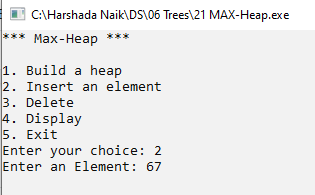 C:\Harshada Naik\DS\06 Trees\21 MAX-Heap.exe
*** Max-Heap ***
1. Build a heap
2. Insert an element
3. Delete
4. Display
5. Exit
Enter your choice: 2
Enter an Element: 67